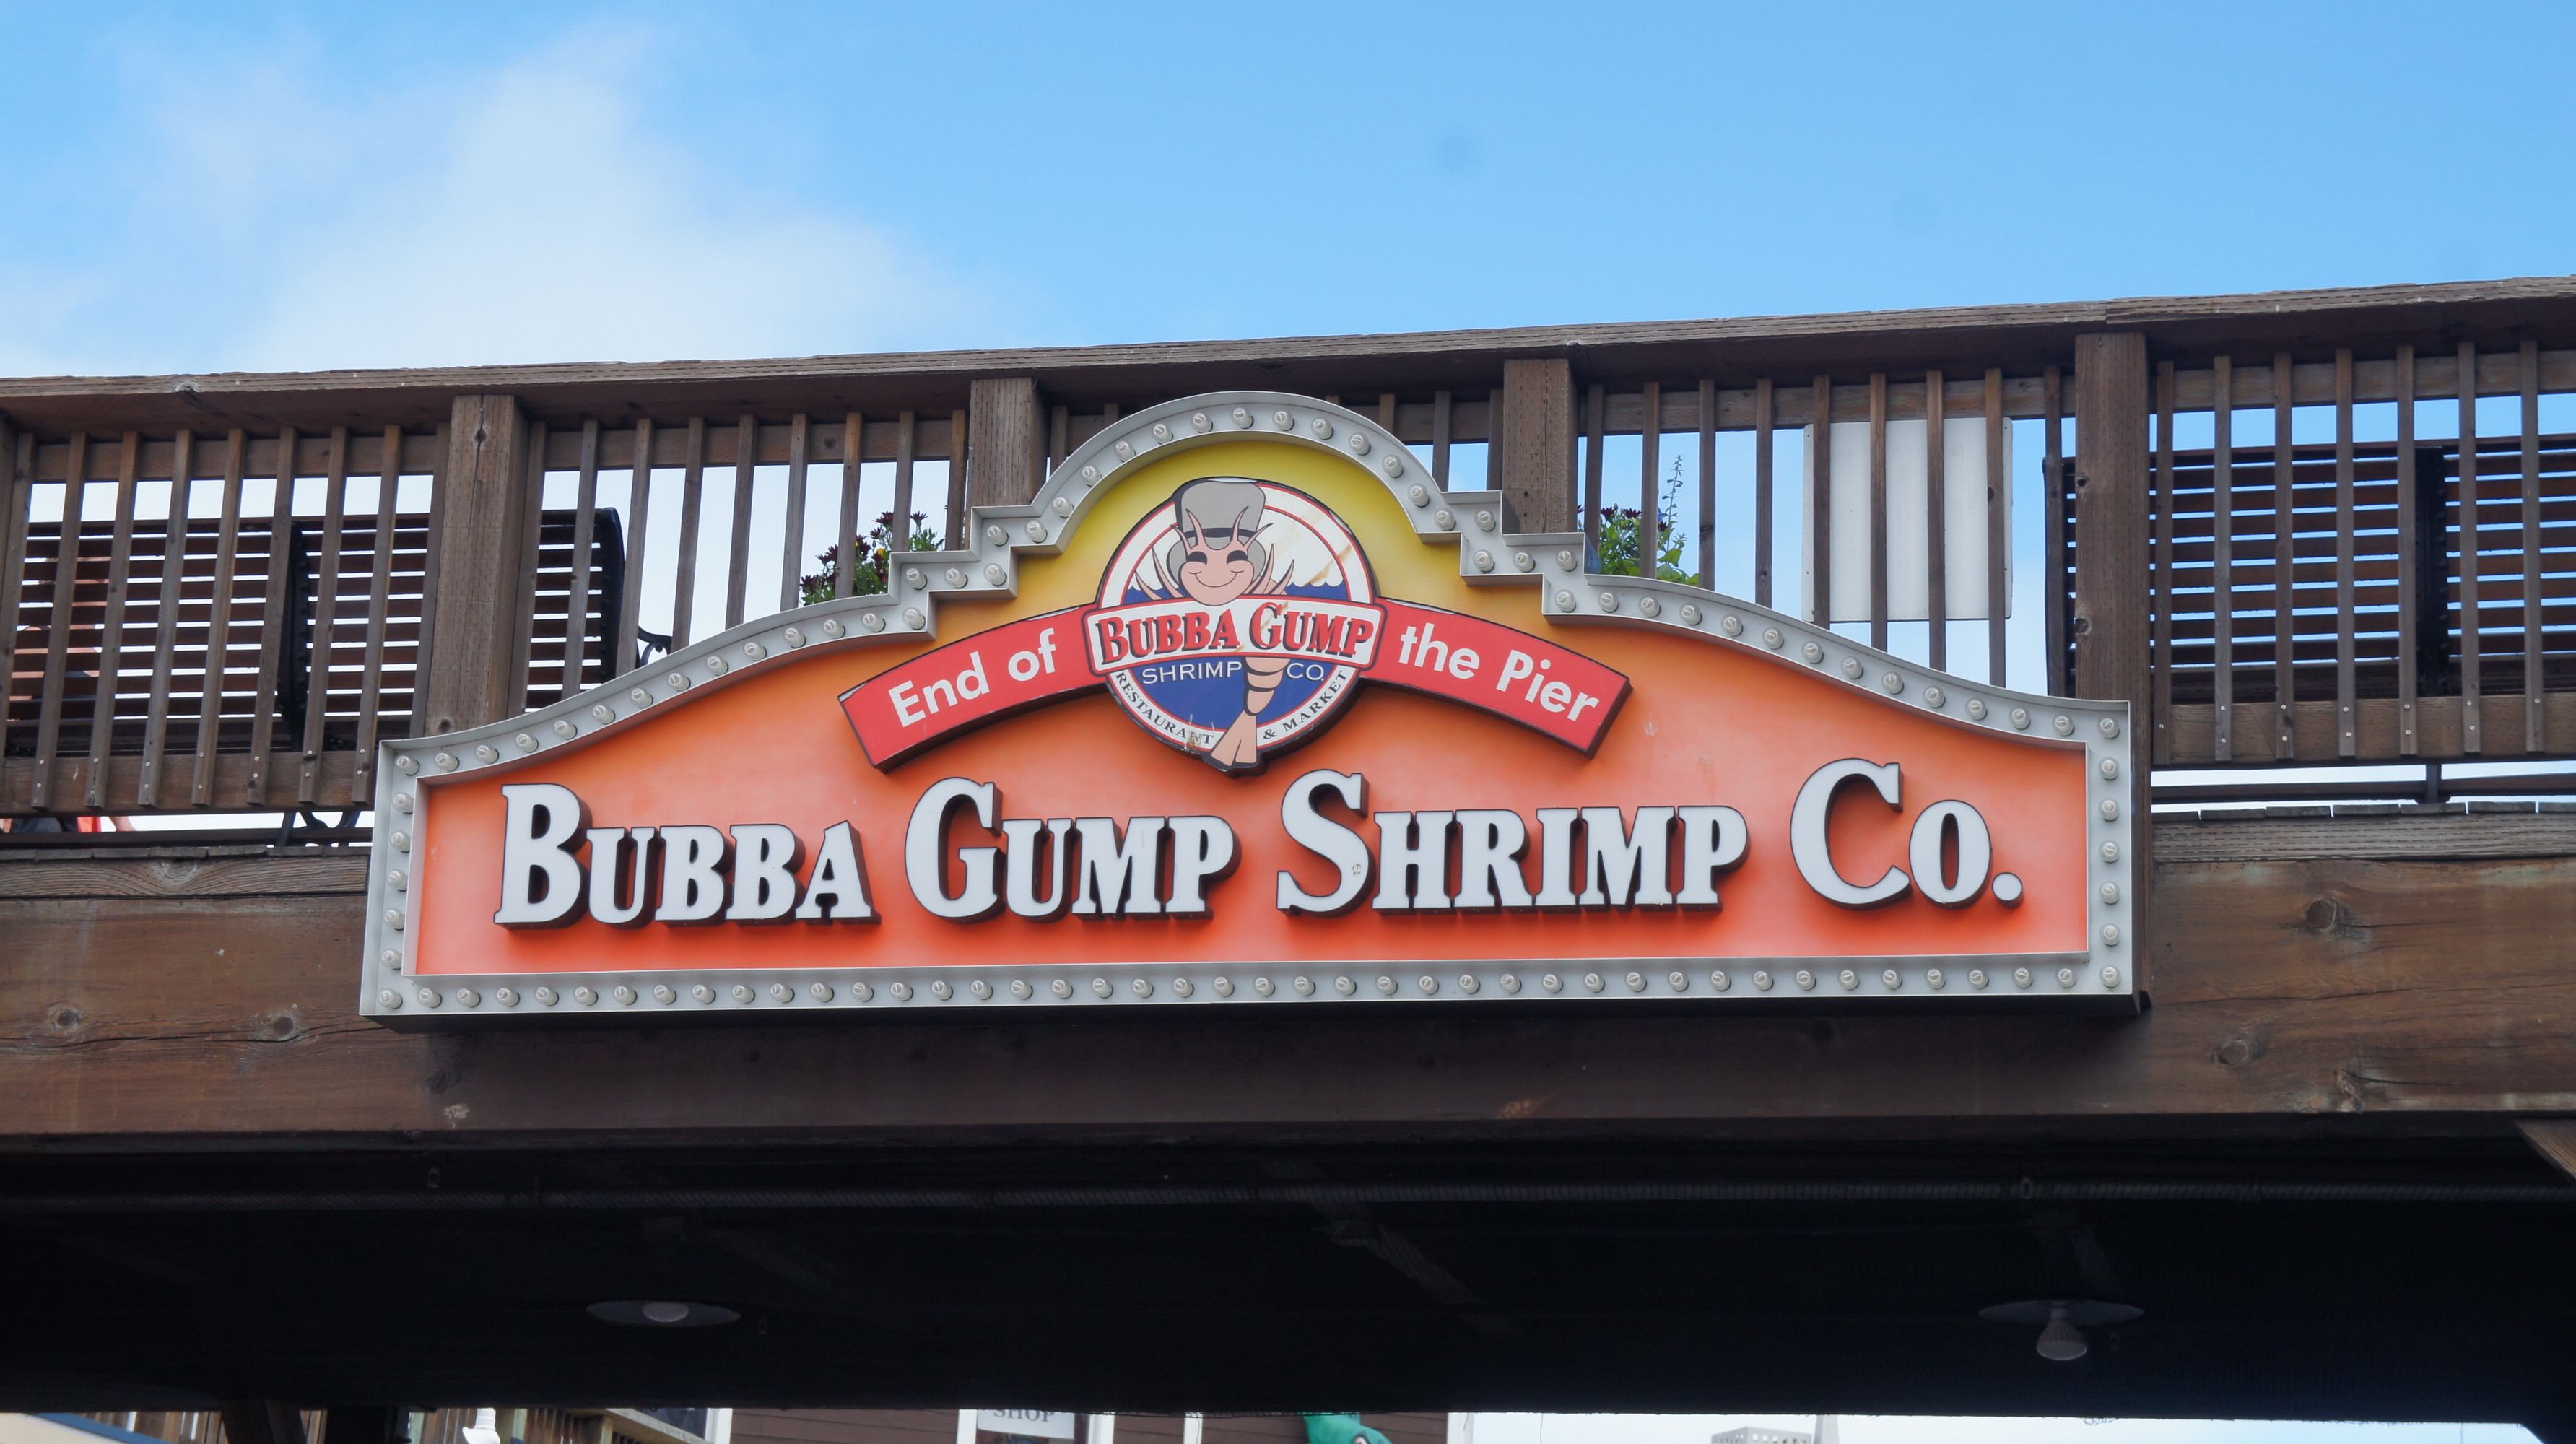 End of the Pier
BUBBA GUMP
SHRIMP CO.
RESTAURANT & MARKET
BUBBA GUMP SHRIMP CO.
SHOP